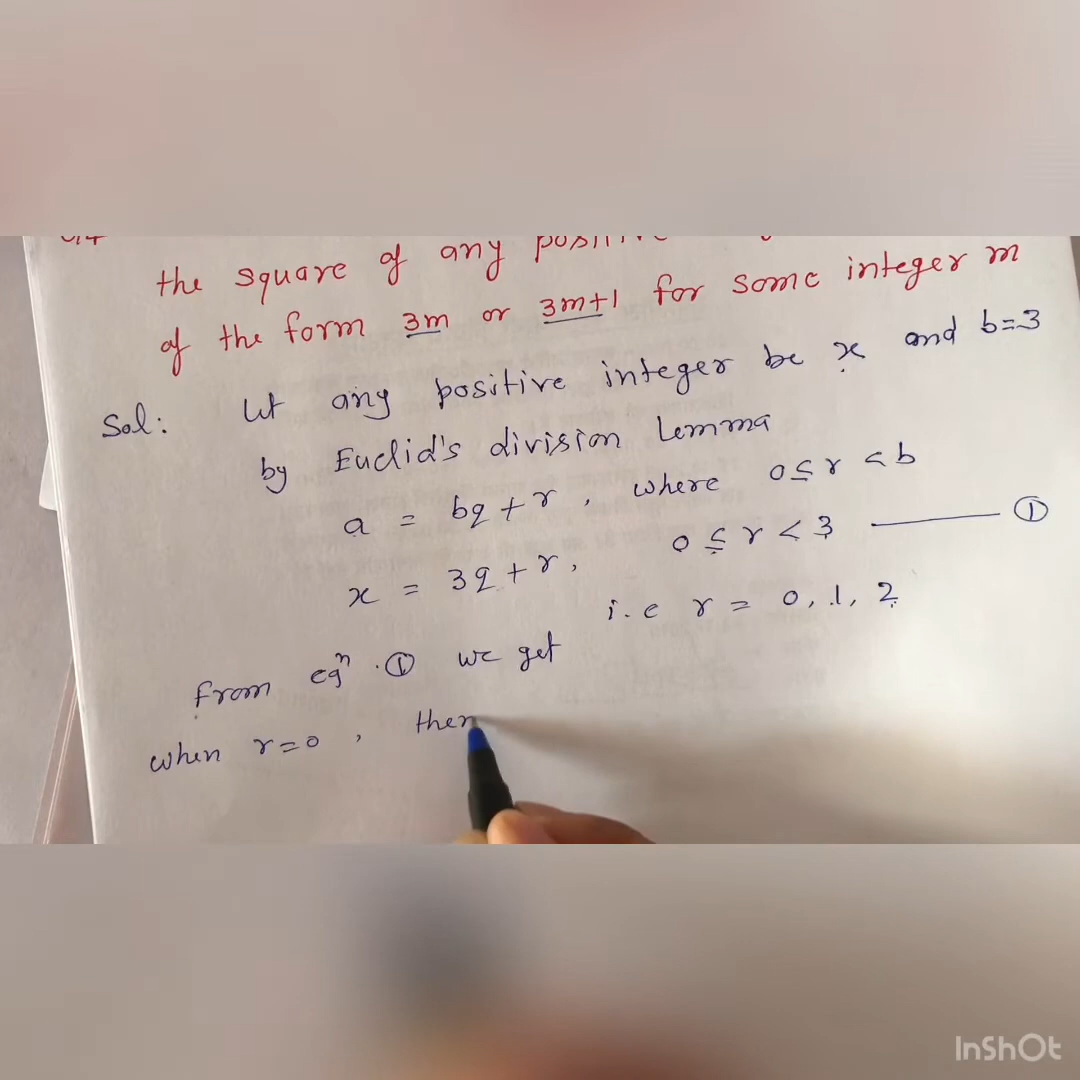 the square of any
of the form 3m or 3m+1 for some integer m
Sol: Let any positive integer be x and b=3
by Euclid's division Lemma
a = bq + r , where 0 ≤ r < b
x = 3q + r, 0 ≤ r < 3 ——— ①
i.e r = 0, 1, 2
From eqⁿ ① we get
when r=0 , then
InShOt